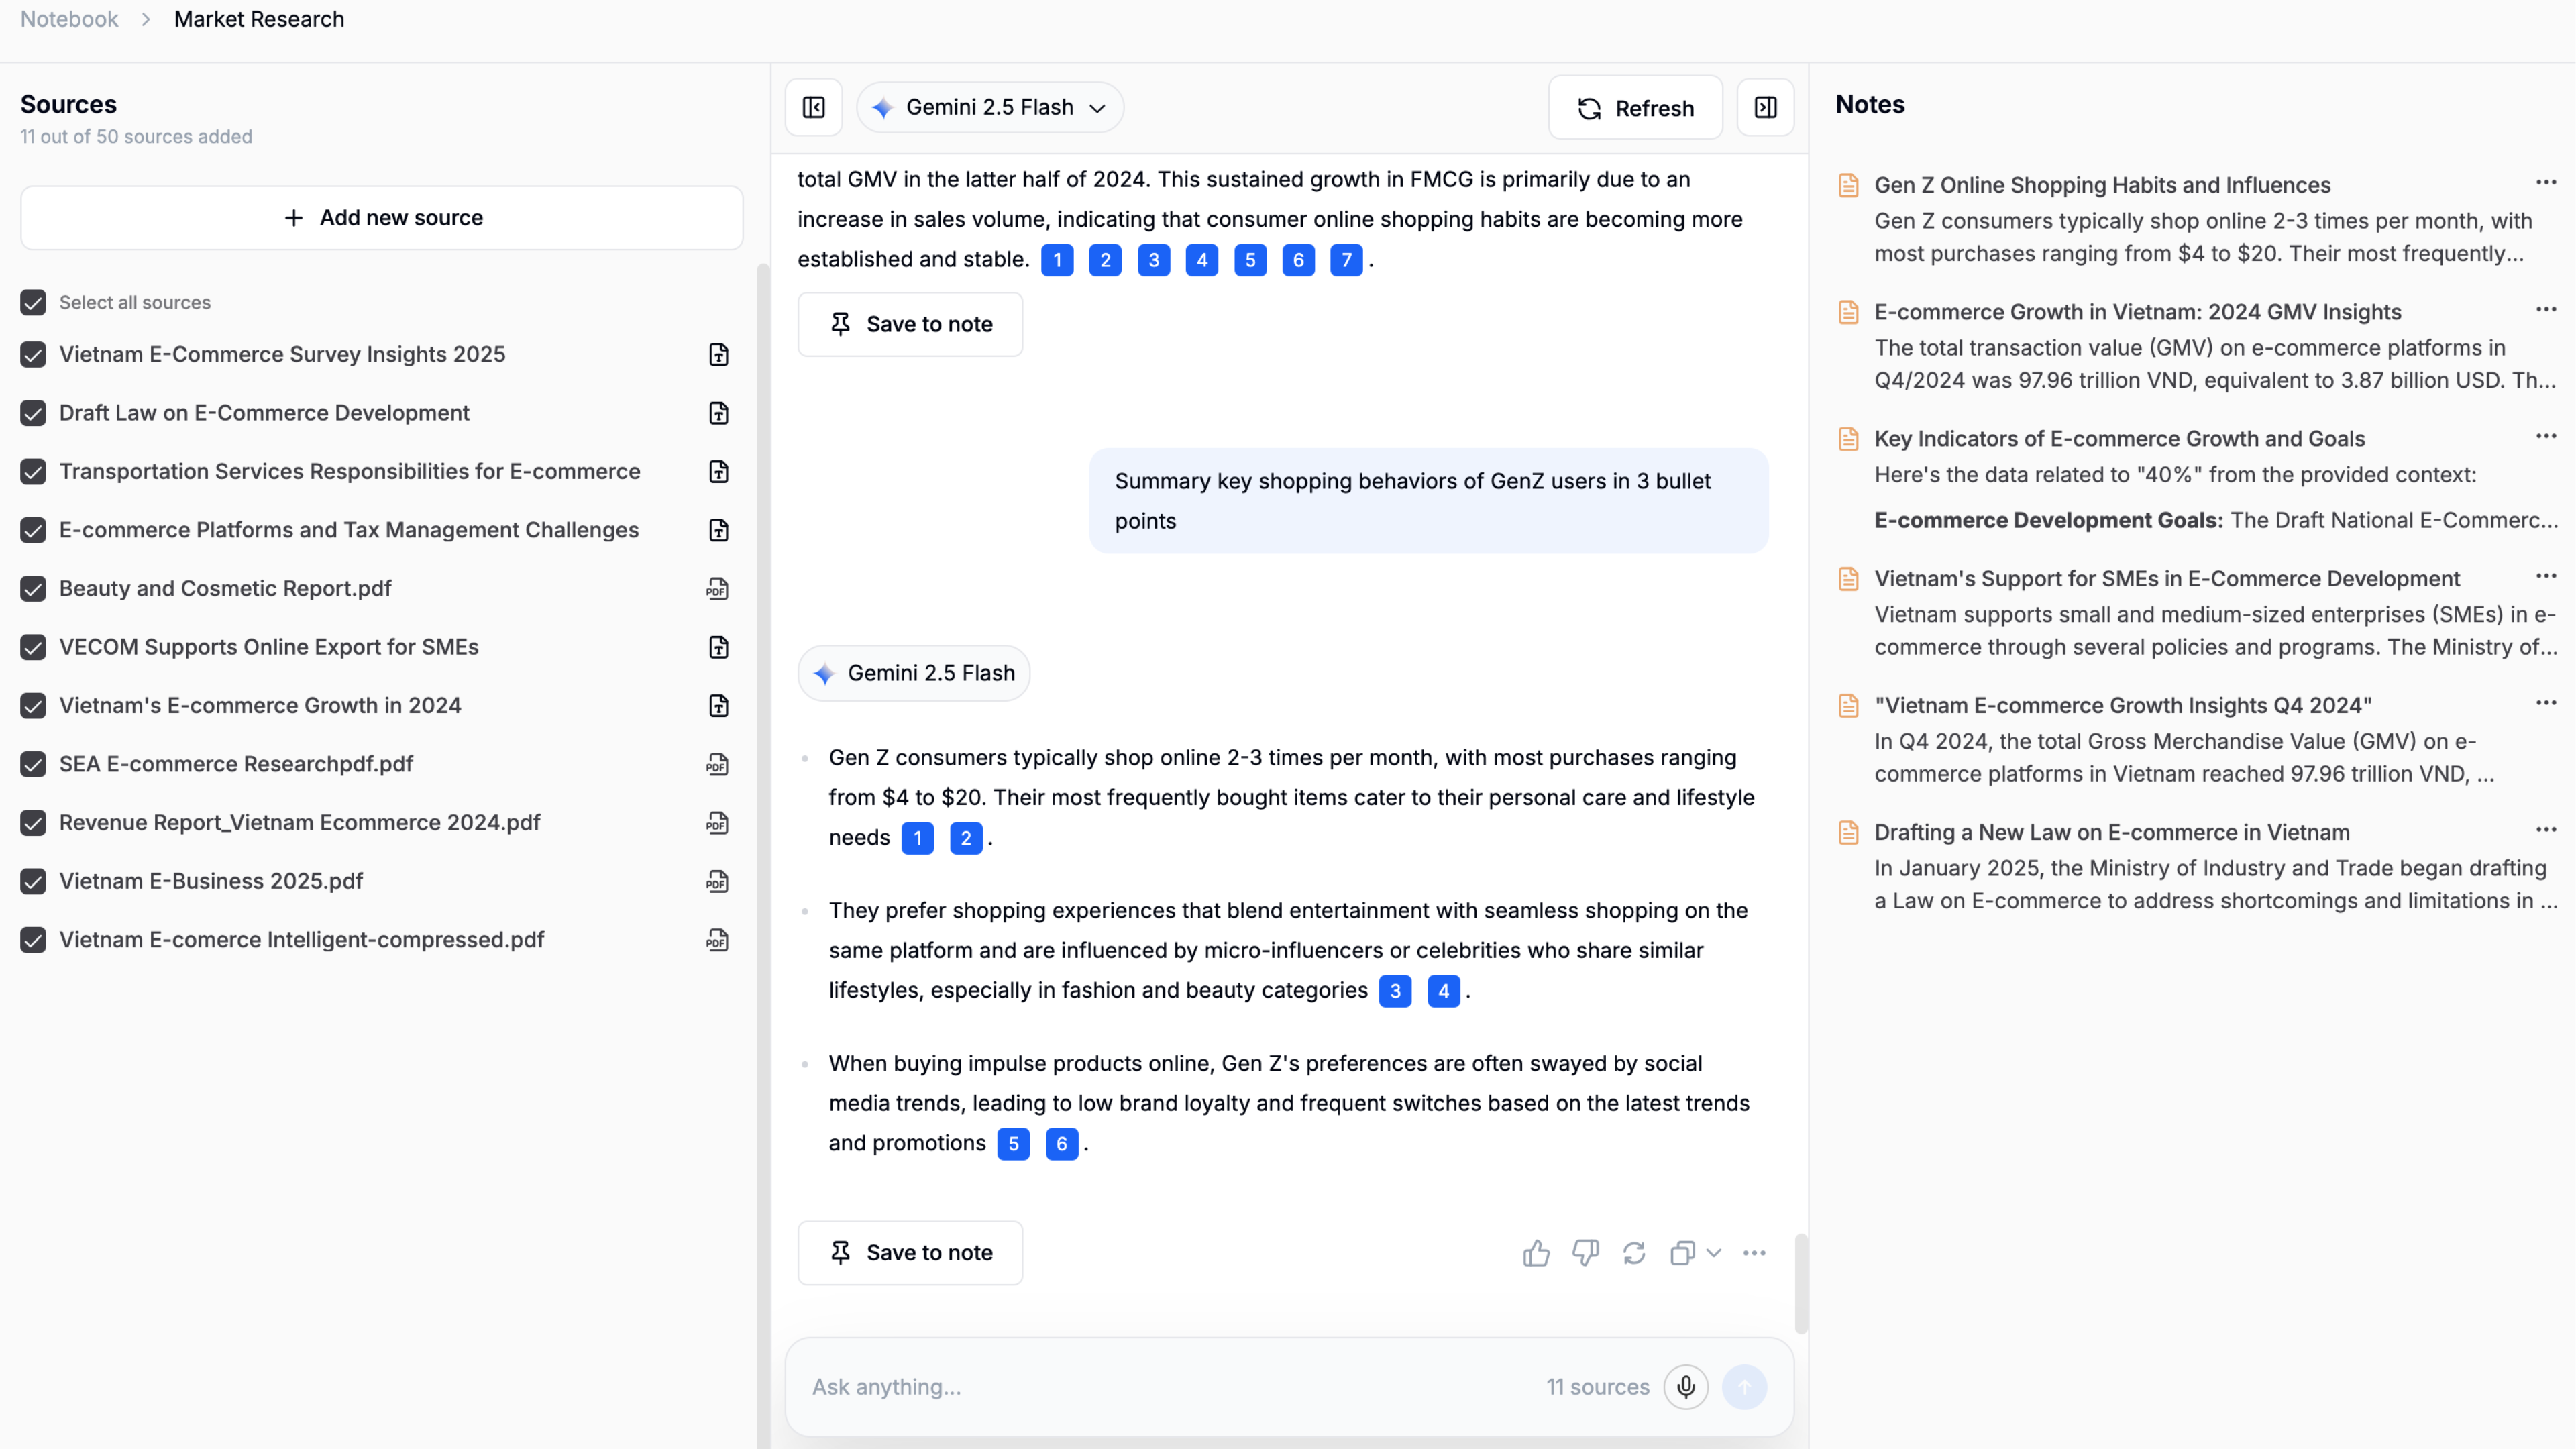 Notebook > Market Research
Sources
11 out of 50 sources added
+ Add new source
Select all sources
Vietnam E-Commerce Survey Insights 2025
Draft Law on E-Commerce Development
Transportation Services Responsibilities for E-commerce
E-commerce Platforms and Tax Management Challenges
Beauty and Cosmetic Report.pdf
PDF
VECOM Supports Online Export for SMEs
Vietnam's E-commerce Growth in 2024
SEA E-commerce Researchpdf.pdf
PDF
Revenue Report_Vietnam Ecommerce 2024.pdf
PDF
Vietnam E-Business 2025.pdf
PDF
Vietnam E-comerce Intelligent-compressed.pdf
PDF
Gemini 2.5 Flash
Refresh
total GMV in the latter half of 2024. This sustained growth in FMCG is primarily due to an
increase in sales volume, indicating that consumer online shopping habits are becoming more
established and stable. 1 2 3 4 5 6 7 .
Save to note
Summary key shopping behaviors of GenZ users in 3 bullet
points
Gemini 2.5 Flash
• Gen Z consumers typically shop online 2-3 times per month, with most purchases ranging
from $4 to $20. Their most frequently bought items cater to their personal care and lifestyle
needs 1 2 .
• They prefer shopping experiences that blend entertainment with seamless shopping on the
same platform and are influenced by micro-influencers or celebrities who share similar
lifestyles, especially in fashion and beauty categories 3 4 .
• When buying impulse products online, Gen Z's preferences are often swayed by social
media trends, leading to low brand loyalty and frequent switches based on the latest trends
and promotions 5 6 .
Save to note
Ask anything...
11 sources
Notes
Gen Z Online Shopping Habits and Influences
Gen Z consumers typically shop online 2-3 times per month, with
most purchases ranging from $4 to $20. Their most frequently...
E-commerce Growth in Vietnam: 2024 GMV Insights
The total transaction value (GMV) on e-commerce platforms in
Q4/2024 was 97.96 trillion VND, equivalent to 3.87 billion USD. Th...
Key Indicators of E-commerce Growth and Goals
Here's the data related to "40%" from the provided context:
E-commerce Development Goals: The Draft National E-Commerc...
Vietnam's Support for SMEs in E-Commerce Development
Vietnam supports small and medium-sized enterprises (SMEs) in e-
commerce through several policies and programs. The Ministry of...
"Vietnam E-commerce Growth Insights Q4 2024"
In Q4 2024, the total Gross Merchandise Value (GMV) on e-
commerce platforms in Vietnam reached 97.96 trillion VND, ...
Drafting a New Law on E-commerce in Vietnam
In January 2025, the Ministry of Industry and Trade began drafting
a Law on E-commerce to address shortcomings and limitations in ...